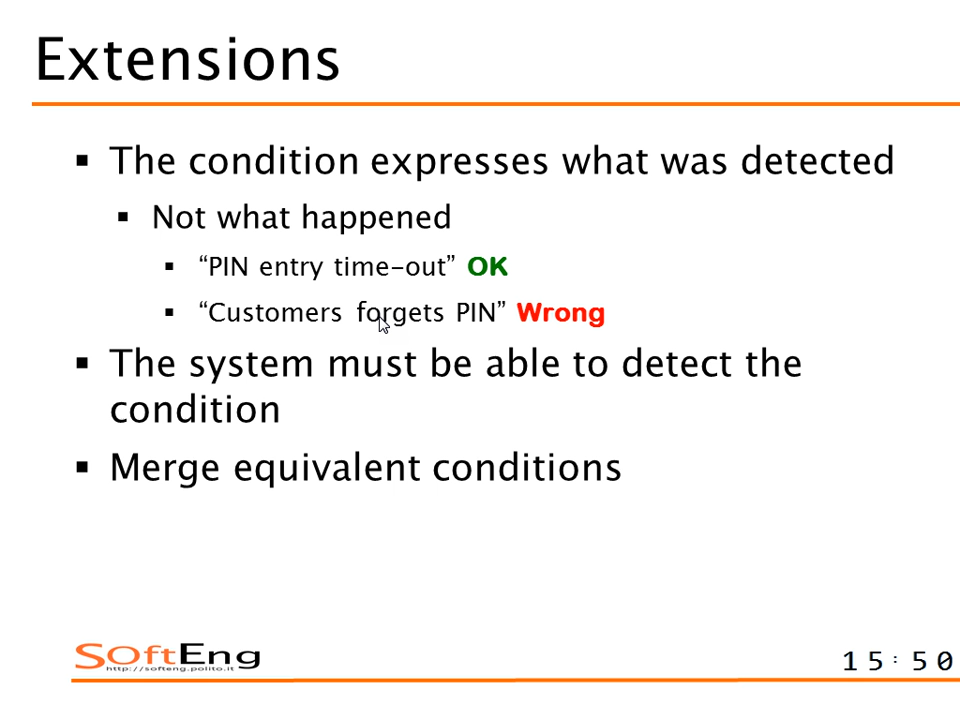 Extensions
▪ The condition expresses what was detected
▪ Not what happened
▪ “PIN entry time-out” OK
▪ “Customers forgets PIN” Wrong
▪ The system must be able to detect the
condition
▪ Merge equivalent conditions
SoftEng
http://softeng.polito.it
15:50